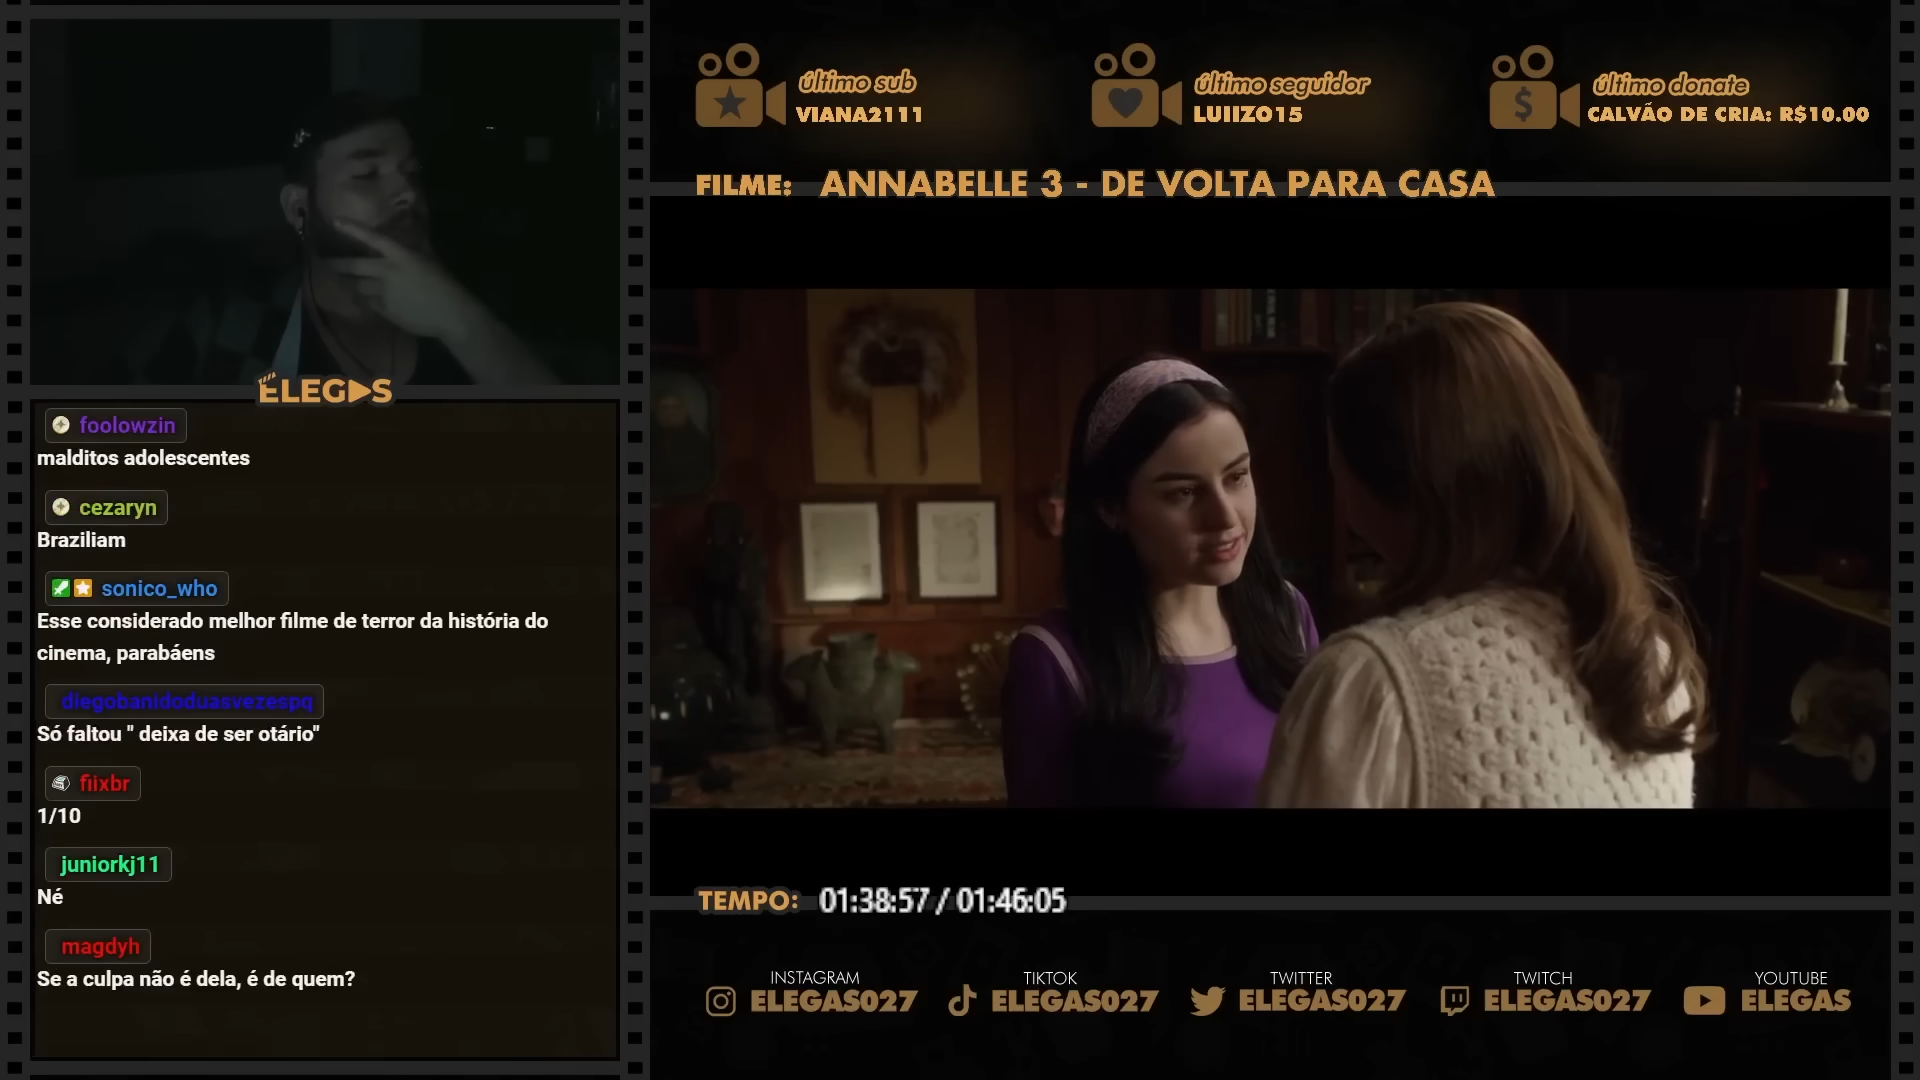 último sub
VIANA2111
último seguidor
LUIIZO15
último donate
CALVÃO DE CRIA: R$10.00
FILME: ANNABELLE 3 - DE VOLTA PARA CASA
ELEGAS
foolowzin
malditos adolescentes
cezaryn
Braziliam
sonico_who
Esse considerado melhor filme de terror da história do
cinema, parabáens
diegobanidoduasvezespq
Só faltou " deixa de ser otário"
fiixbr
1/10
juniorkj11
Né
magdyh
Se a culpa não é dela, é de quem?
TEMPO: 01:38:57 / 01:46:05
INSTAGRAM
ELEGAS027
TIKTOK
ELEGAS027
TWITTER
ELEGAS027
TWITCH
ELEGAS027
YOUTUBE
ELEGAS